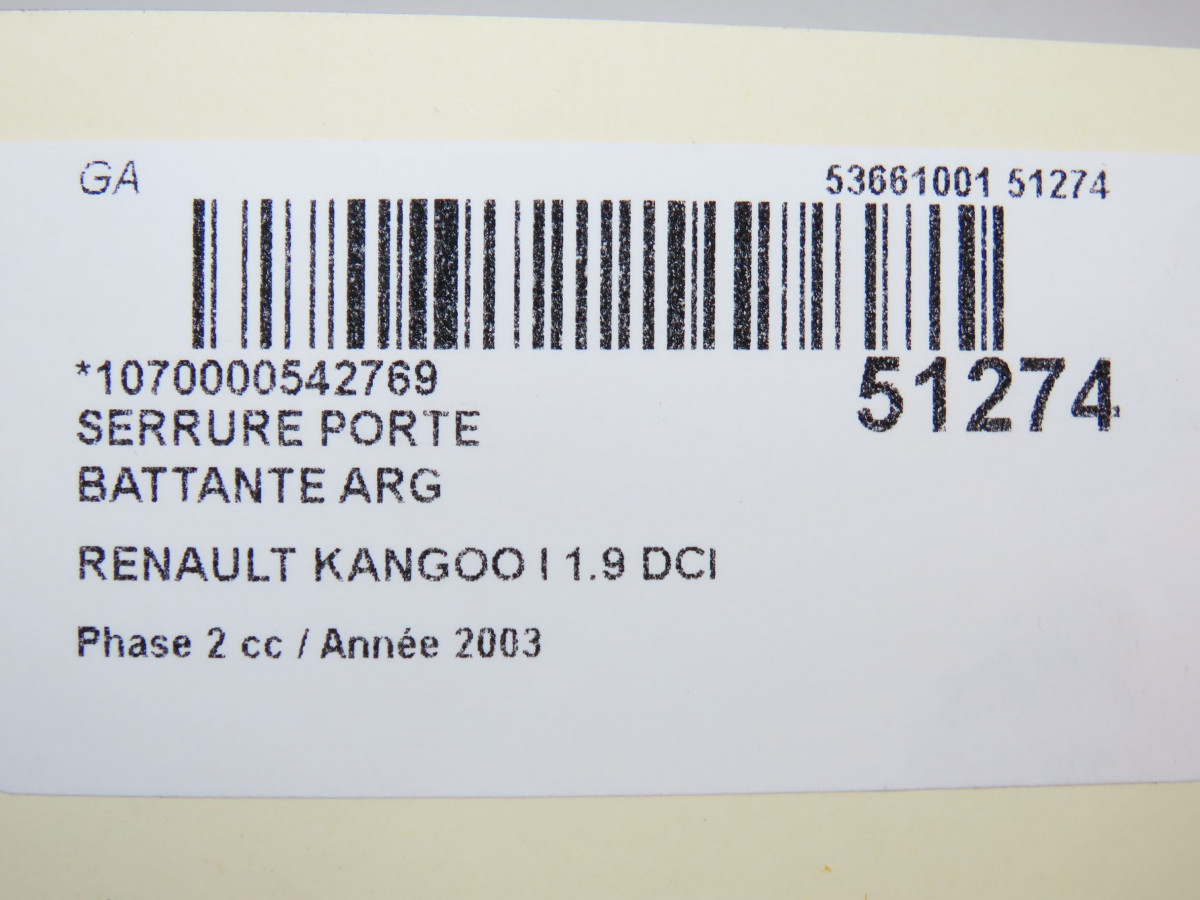 GA
53661001 51274
*1070000542769
51274
SERRURE PORTE
BATTANTE ARG
RENAULT KANGOO I 1.9 DCI
Phase 2 cc / Année 2003